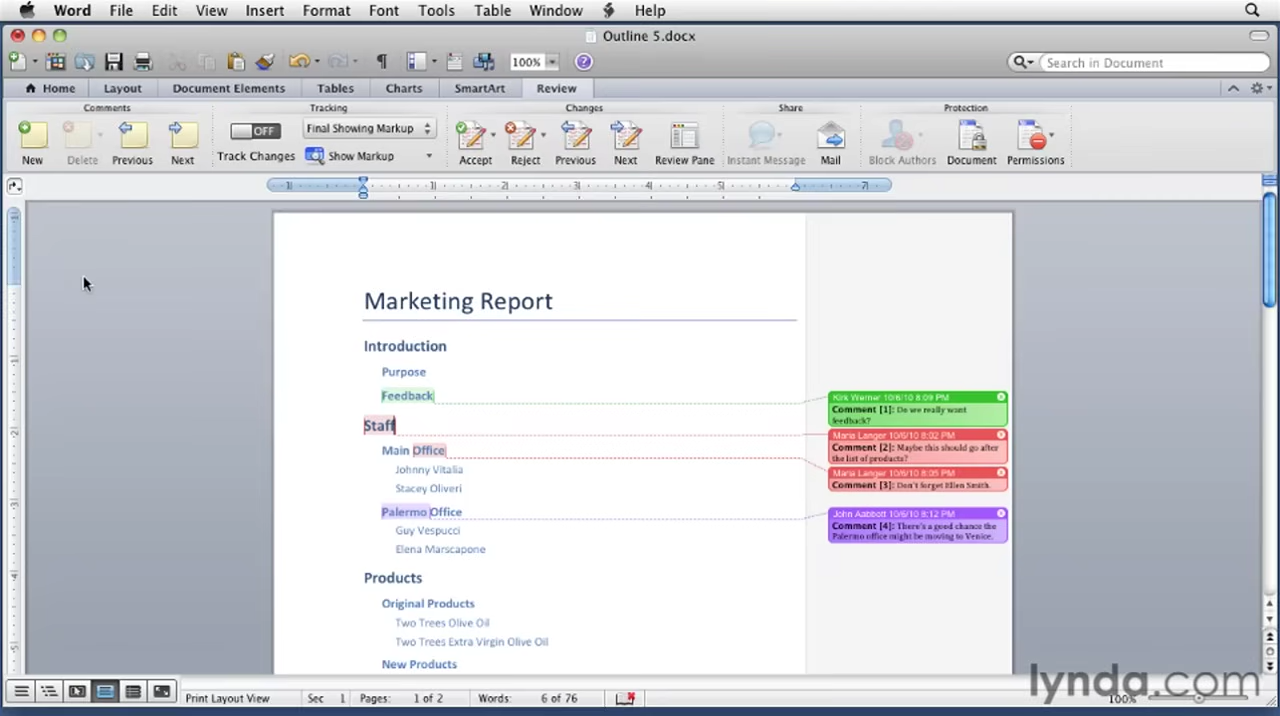 Word File Edit View Insert Format Font Tools Table Window Help
Outline 5.docx
100%
Search in Document
Home Layout Document Elements Tables Charts SmartArt Review
Comments Tracking Changes Share Protection
OFF Final Showing Markup
Track Changes Show Markup
New Delete Previous Next Accept Reject Previous Next Review Pane Instant Message Mail Block Authors Document Permissions
Marketing Report
Introduction
Purpose
Feedback
Kirk Werner 10/6/10 8:09 PM
Comment [1]: Do we really want
feedback?
Staff
Maria Langer 10/6/10 8:02 PM
Comment [2]: Maybe this should go after
the list of products?
Main Office
Johnny Vitalia
Maria Langer 10/6/10 8:05 PM
Comment [3]: Don't forget Ellen Smith.
Stacey Oliveri
Palermo Office
John Aabbott 10/6/10 8:12 PM
Comment [4]: There's a good chance the
Palermo office might be moving to Venice.
Guy Vespucci
Elena Marscapone
Products
Original Products
Two Trees Olive Oil
Two Trees Extra Virgin Olive Oil
New Products
lynda.com
Print Layout View Sec 1 Pages: 1 of 2 Words: 6 of 76 100%